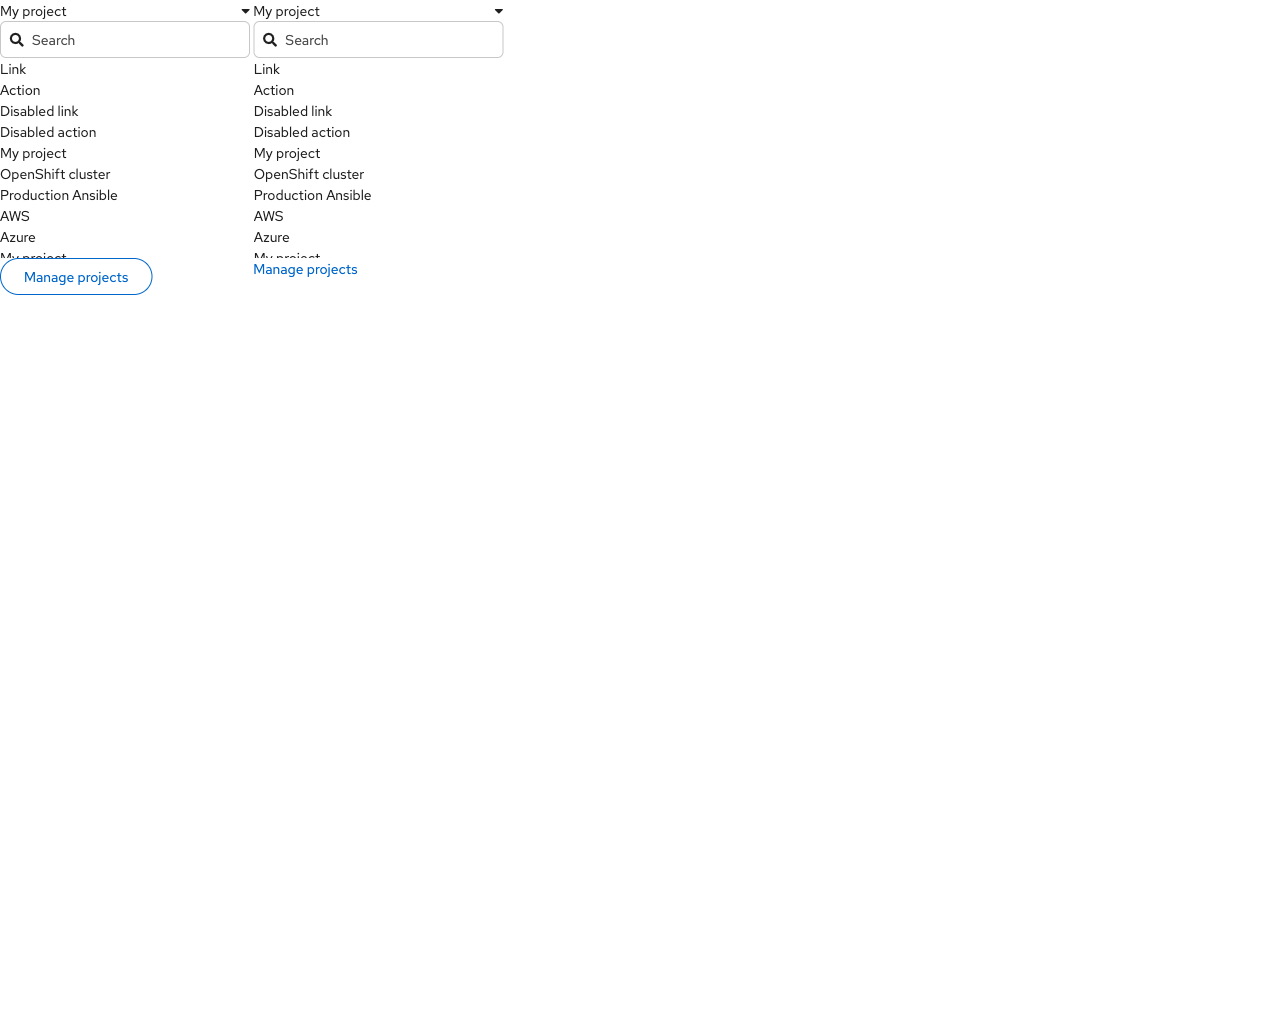 My project
Search
Link
Action
Disabled link
Disabled action
My project
OpenShift cluster
Production Ansible
AWS
Azure
My project
Manage projects
My project
Search
Link
Action
Disabled link
Disabled action
My project
OpenShift cluster
Production Ansible
AWS
Azure
My project
Manage projects